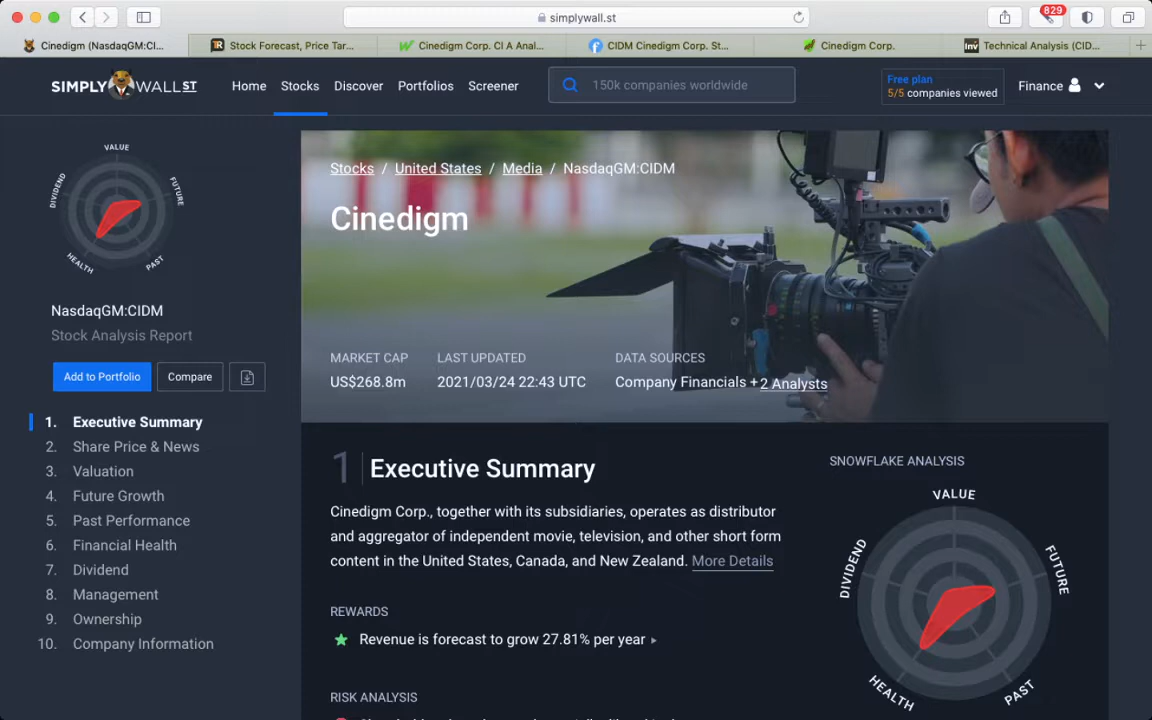 simplywall.st
829
Cinedigm (NasdaqGM:CI...
Stock Forecast, Price Tar...
Cinedigm Corp. CI A Anal...
CIDM Cinedigm Corp. St...
Cinedigm Corp.
Inv
Technical Analysis (CID...
SIMPLY WALL ST
Home
Stocks
Discover
Portfolios
Screener
150k companies worldwide
Free plan
5/5 companies viewed
Finance
VALUE
FUTURE
PAST
HEALTH
DIVIDEND
NasdaqGM:CIDM
Stock Analysis Report
Add to Portfolio
Compare
1. Executive Summary
2. Share Price & News
3. Valuation
4. Future Growth
5. Past Performance
6. Financial Health
7. Dividend
8. Management
9. Ownership
10. Company Information
Stocks / United States / Media / NasdaqGM:CIDM
Cinedigm
MARKET CAP
US$268.8m
LAST UPDATED
2021/03/24 22:43 UTC
DATA SOURCES
Company Financials + 2 Analysts
1 Executive Summary
Cinedigm Corp., together with its subsidiaries, operates as distributor
and aggregator of independent movie, television, and other short form
content in the United States, Canada, and New Zealand. More Details
REWARDS
Revenue is forecast to grow 27.81% per year
RISK ANALYSIS
SNOWFLAKE ANALYSIS
VALUE
FUTURE
PAST
HEALTH
DIVIDEND